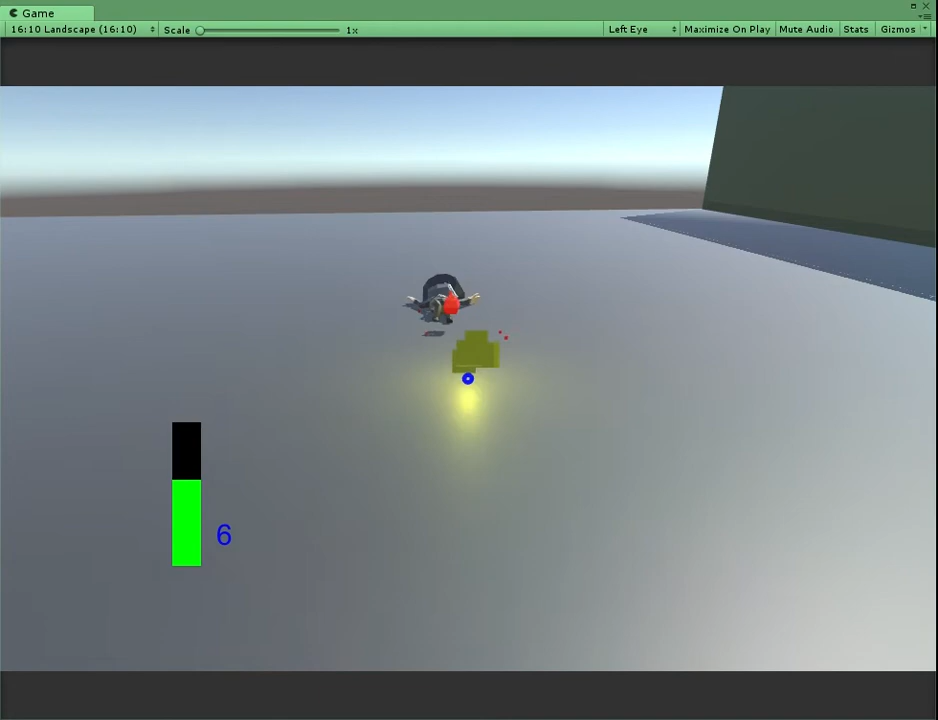 Game
16:10 Landscape (16:10) Scale 1x Left Eye Maximize On Play Mute Audio Stats Gizmos
6